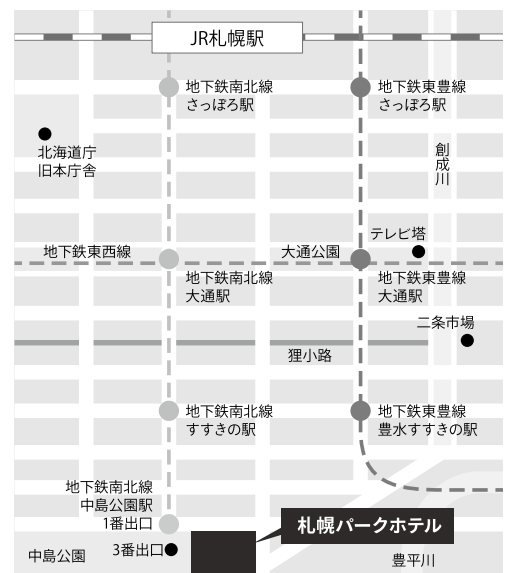 JR札幌駅
地下鉄南北線
さっぽろ駅
地下鉄東豊線
さっぽろ駅
北海道庁
旧本庁舎
創成川
テレビ塔
地下鉄東西線
大通公園
地下鉄南北線
大通駅
地下鉄東豊線
大通駅
二条市場
狸小路
地下鉄南北線
すすきの駅
地下鉄東豊線
豊水すすきの駅
地下鉄南北線
中島公園駅
1番出口
札幌パークホテル
中島公園
3番出口
豊平川